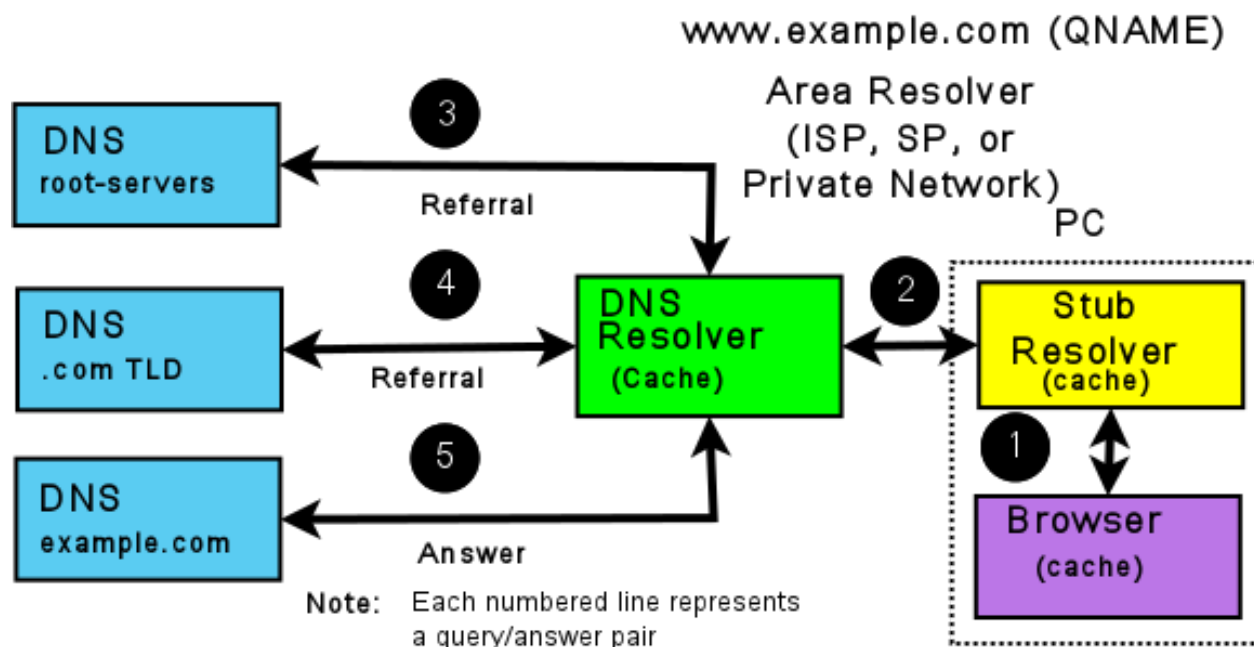 www.example.com (QNAME)
Area Resolver
(ISP, SP, or
Private Network)
PC
3
DNS
root-servers
Referral
4
DNS
.com TLD
Referral
DNS
Resolver
(Cache)
2
Stub
Resolver
(cache)
1
5
DNS
example.com
Answer
Browser
(cache)
Note: Each numbered line represents
a query/answer pair